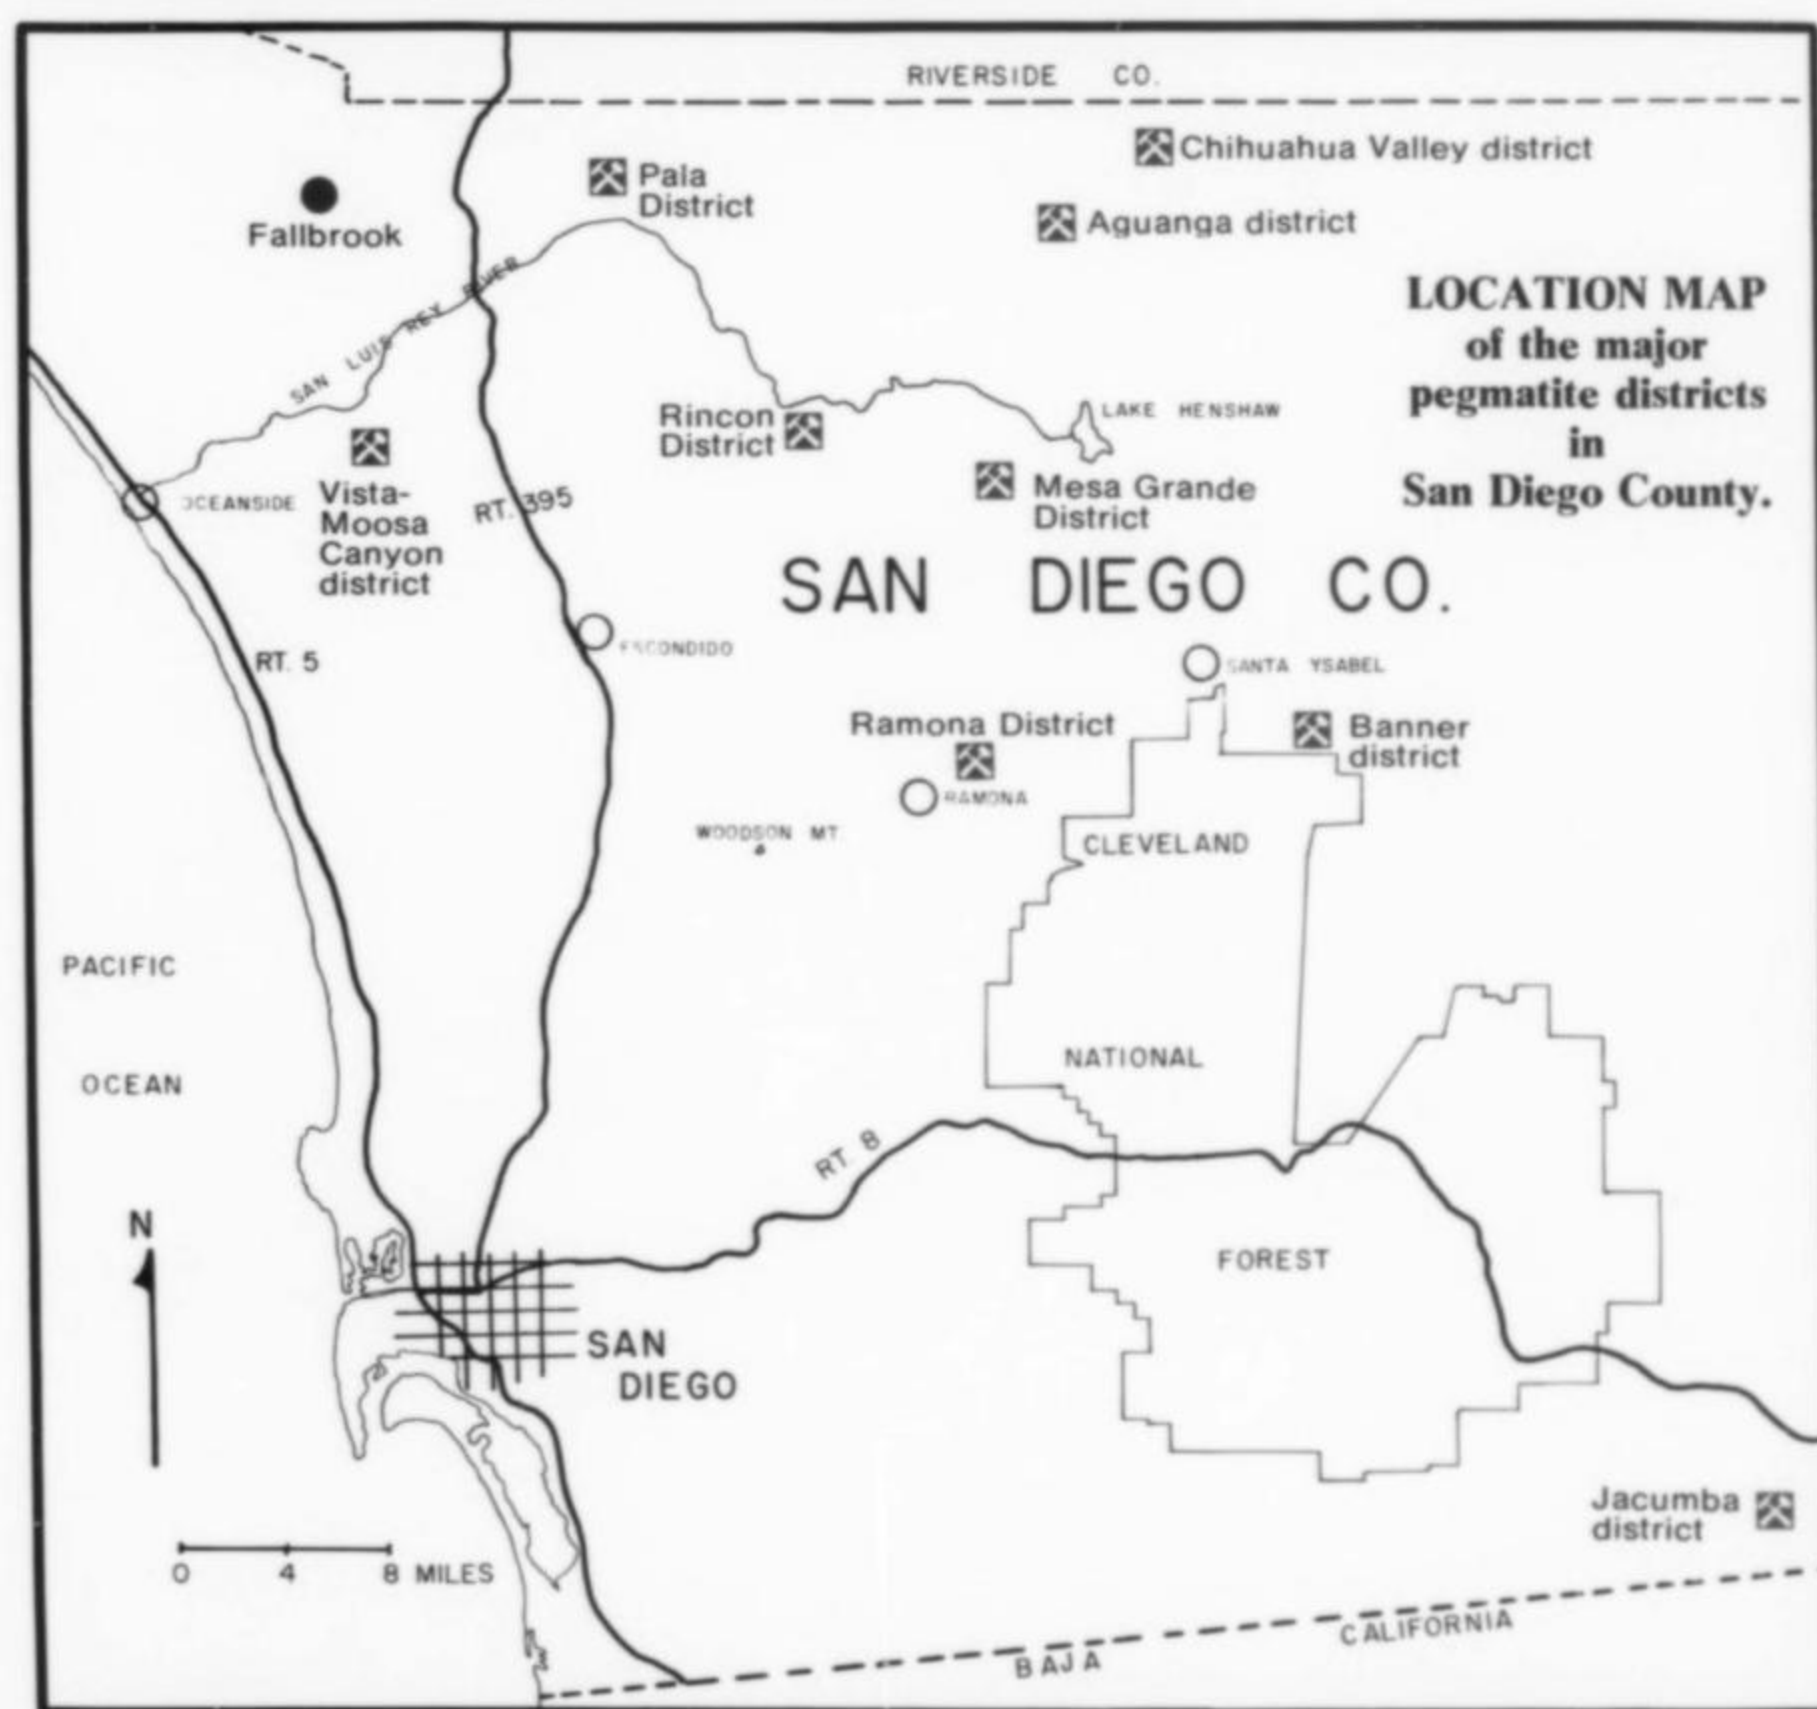 RIVERSIDE CO.
Chihuahua Valley district
Pala
District
Aguanga district
Fallbrook
SAN LUIS REY RIVER
LOCATION MAP
of the major
pegmatite districts
in
San Diego County.
Rincon
District
LAKE HENSHAW
Mesa Grande
District
OCEANSIDE
Vista-
Moosa
Canyon
district
RT. 395
SAN DIEGO CO.
ESCONDIDO
RT. 5
SANTA YSABEL
Ramona District
Banner
district
RAMONA
WOODSON MT
CLEVELAND
PACIFIC
NATIONAL
OCEAN
RT. 8
N
FOREST
SAN
DIEGO
Jacumba
district
0 4 8 MILES
BAJA CALIFORNIA